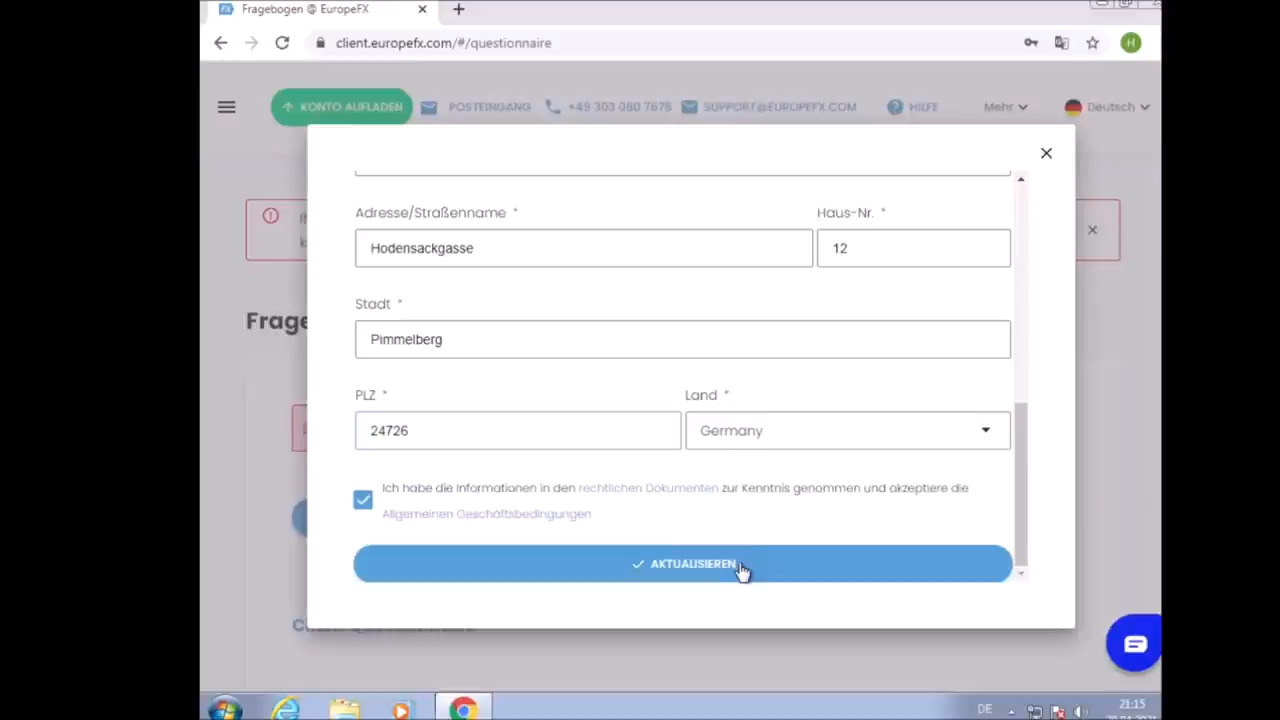 Fragebogen @ EuropeFX
client.europefx.com/#/questionnaire
H
KONTO AUFLADEN
POSTEINGANG
+49 303 080 7678
SUPPORT@EUROPEFX.COM
HILFE
Mehr
Deutsch
Adresse/Straßenname *
Haus-Nr. *
Hodensackgasse
12
Stadt *
Frage
Pimmelberg
PLZ *
Land *
24726
Germany
Ich habe die Informationen in den rechtlichen Dokumenten zur Kenntnis genommen und akzeptiere die
Allgemeinen Geschäftsbedingungen
AKTUALISIEREN
DE
21:15